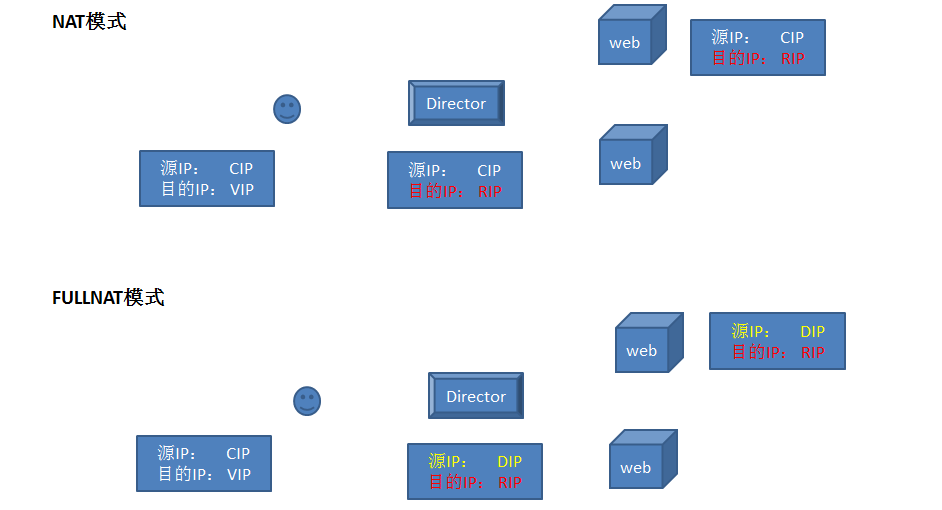 NAT模式
web
源IP： CIP
目的IP： RIP
Director
web
源IP： CIP
目的IP： VIP
源IP： CIP
目的IP： RIP
FULLNAT模式
web
源IP： DIP
目的IP： RIP
Director
web
源IP： CIP
目的IP： VIP
源IP： DIP
目的IP： RIP